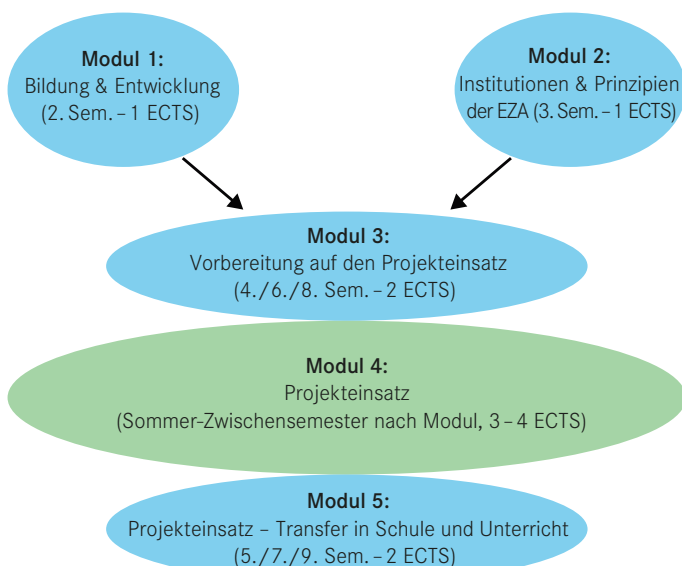 Modul 1:
Bildung & Entwicklung
(2. Sem. – 1 ECTS)
Modul 2:
Institutionen & Prinzipien
der EZA (3. Sem. – 1 ECTS)
Modul 3:
Vorbereitung auf den Projekteinsatz
(4./6./8. Sem. – 2 ECTS)
Modul 4:
Projekteinsatz
(Sommer-Zwischensemester nach Modul, 3 – 4 ECTS)
Modul 5:
Projekteinsatz – Transfer in Schule und Unterricht
(5./7./9. Sem. – 2 ECTS)